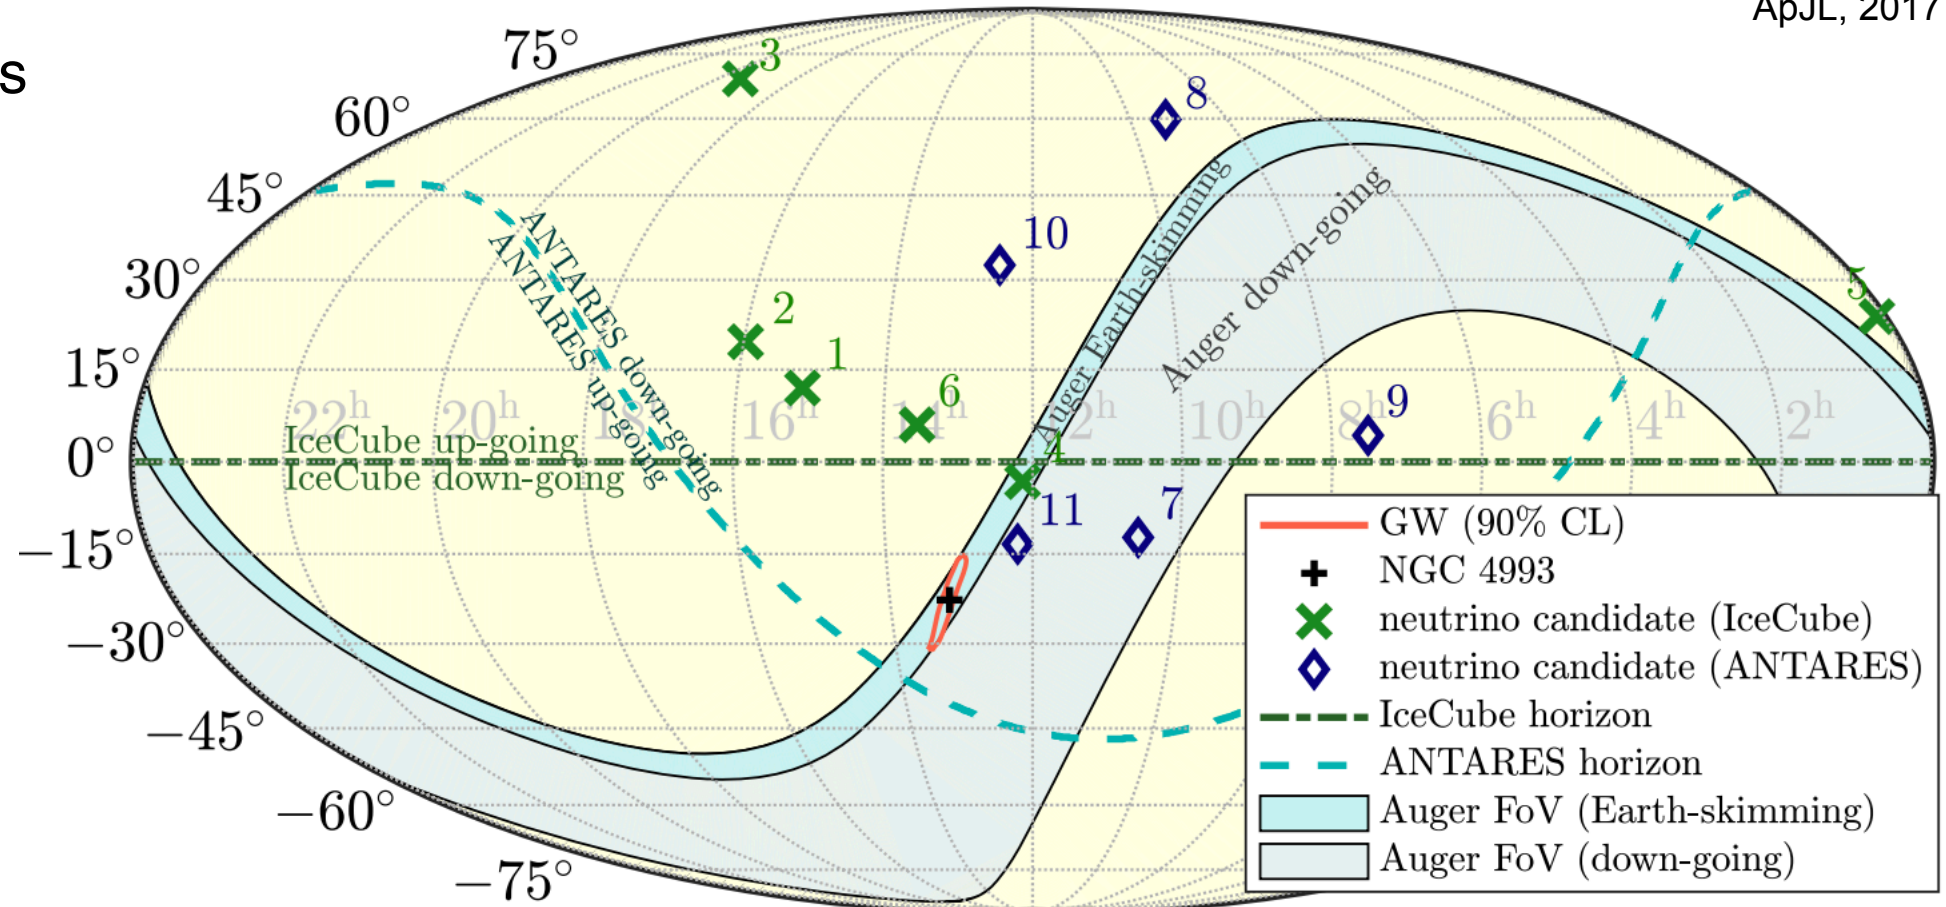 ApJL, 2017
s
75°
3
8
60°
45°
ANTARES down-going
ANTARES up-going
Auger Earth-skimming
Auger down-going
10
30°
5
2
1
15°
6
9
22h
20h
18h
16h
14h
12h
10h
8h
6h
4h
2h
IceCube up-going
0°
IceCube down-going
4
11
7
−15°
−30°
−45°
−60°
−75°
GW (90% CL)
NGC 4993
neutrino candidate (IceCube)
neutrino candidate (ANTARES)
IceCube horizon
ANTARES horizon
Auger FoV (Earth-skimming)
Auger FoV (down-going)